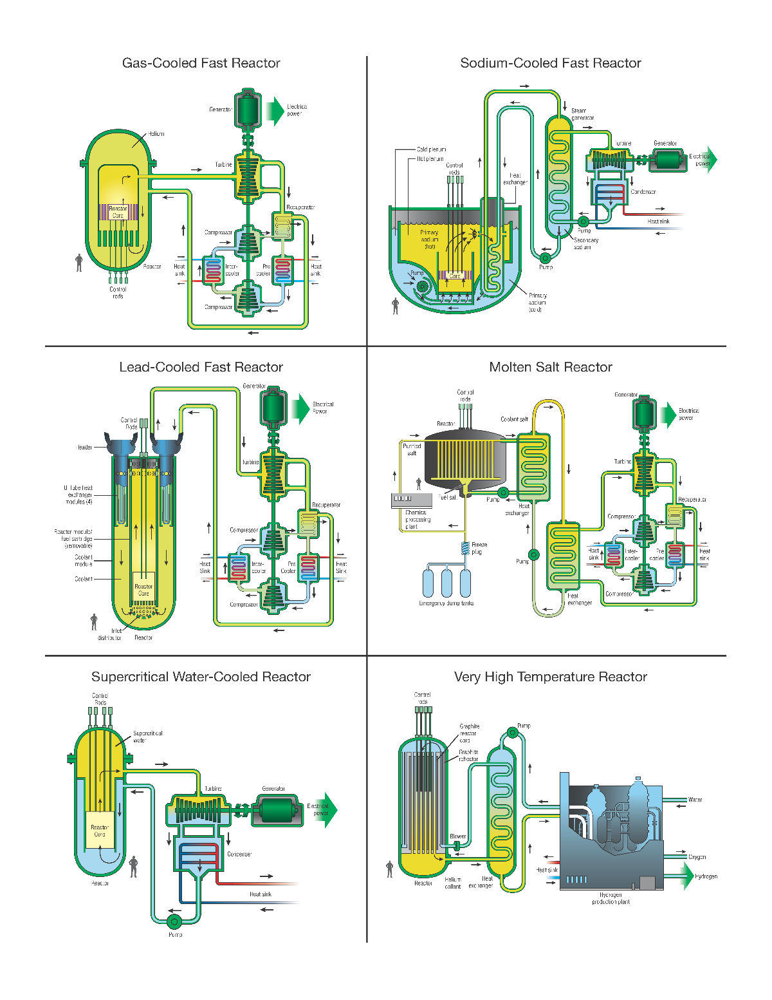 Gas-Cooled Fast Reactor
Generator
Electrical
power
Helium
Turbine
Recuperator
Reactor
Core
Compressor
Reactor
Heat
sink
Inter-
cooler
Pre
cooler
Heat
sink
Control
rods
Compressor
Sodium-Cooled Fast Reactor
Steam
generator
Cold plenum
Hot plenum
Control
rods
Heat
exchanger
Turbine
Generator
Electrical
power
Condensor
Heat sink
Pump
Primary
sodium
(hot)
Secondary
sodium
Pump
Pump
Core
Primary
sodium
(cold)
Lead-Cooled Fast Reactor
Generator
Electrical
Power
Control
Rods
Header
Turbine
U Tube heat
exchanger
modules (4)
Recuperator
Reactor module/
fuel cartridge
(removable)
Compressor
Coolant
module
Heat
Sink
Inter-
cooler
Pre
Cooler
Heat
Sink
Coolant
Reactor
Core
Compressor
Inlet
distributor
Reactor
Molten Salt Reactor
Control
rods
Generator
Electrical
power
Reactor
Coolant salt
Purified
salt
Turbine
Fuel salt
Pump
Recuperator
Heat
exchanger
Chemical
processing
plant
Compressor
Freeze
plug
Pump
Heat
sink
Inter-
cooler
Pre
cooler
Heat
sink
Emergency dump tanks
Heat
exchanger
Compressor
Supercritical Water-Cooled Reactor
Control
Rods
Supercritical
water
Turbine
Generator
Electrical
power
Reactor
Core
Condenser
Reactor
Heat sink
Pump
Very High Temperature Reactor
Control
rods
Graphite
reactor
core
Pump
Graphite
reflector
Water
Blower
Oxygen
Heat sink
Hydrogen
Reactor
Helium
collant
Heat
exchanger
Hydrogen
production plant